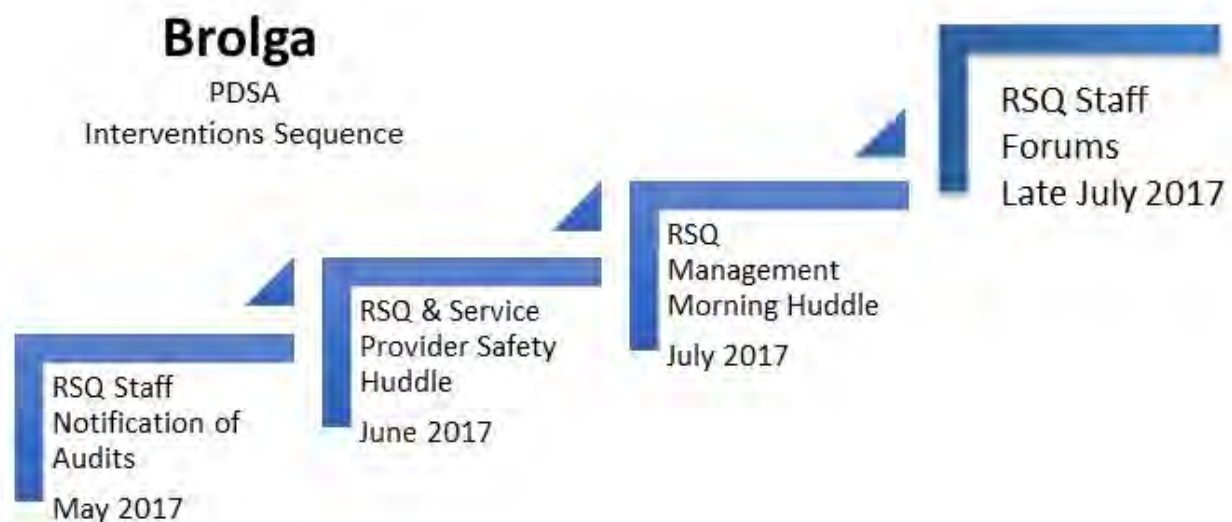 Brolga
PDSA
Interventions Sequence
RSQ Staff
Notification of
Audits
May 2017
RSQ & Service
Provider Safety
Huddle
June 2017
RSQ
Management
Morning Huddle
July 2017
RSQ Staff
Forums
Late July 2017